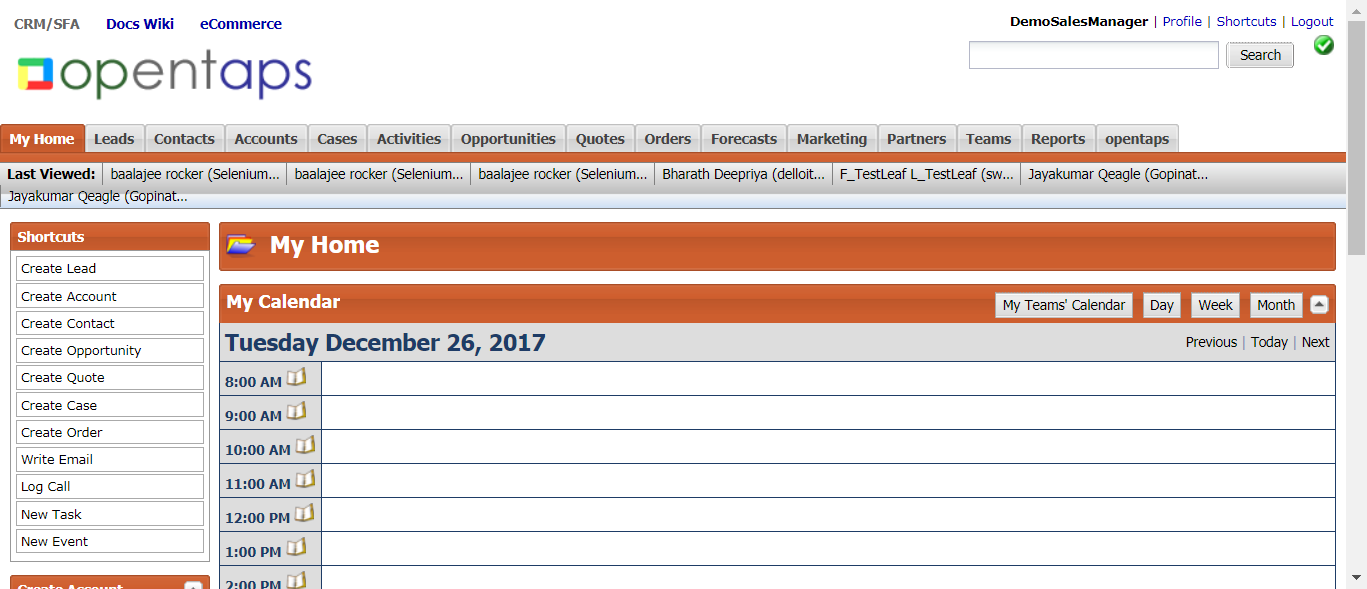 CRM/SFA Docs Wiki eCommerce
DemoSalesManager | Profile | Shortcuts | Logout
opentaps
Search
My Home Leads Contacts Accounts Cases Activities Opportunities Quotes Orders Forecasts Marketing Partners Teams Reports opentaps
Last Viewed: baalajee rocker (Selenium... baalajee rocker (Selenium... baalajee rocker (Selenium... Bharath Deepriya (delloit... F_TestLeaf L_TestLeaf (sw... Jayakumar Qeagle (Gopinat...
Jayakumar Qeagle (Gopinat...
Shortcuts
Create Lead
Create Account
Create Contact
Create Opportunity
Create Quote
Create Case
Create Order
Write Email
Log Call
New Task
New Event
Create Account
My Home
My Calendar
My Teams' Calendar Day Week Month
Tuesday December 26, 2017
Previous | Today | Next
8:00 AM
9:00 AM
10:00 AM
11:00 AM
12:00 PM
1:00 PM
2:00 PM